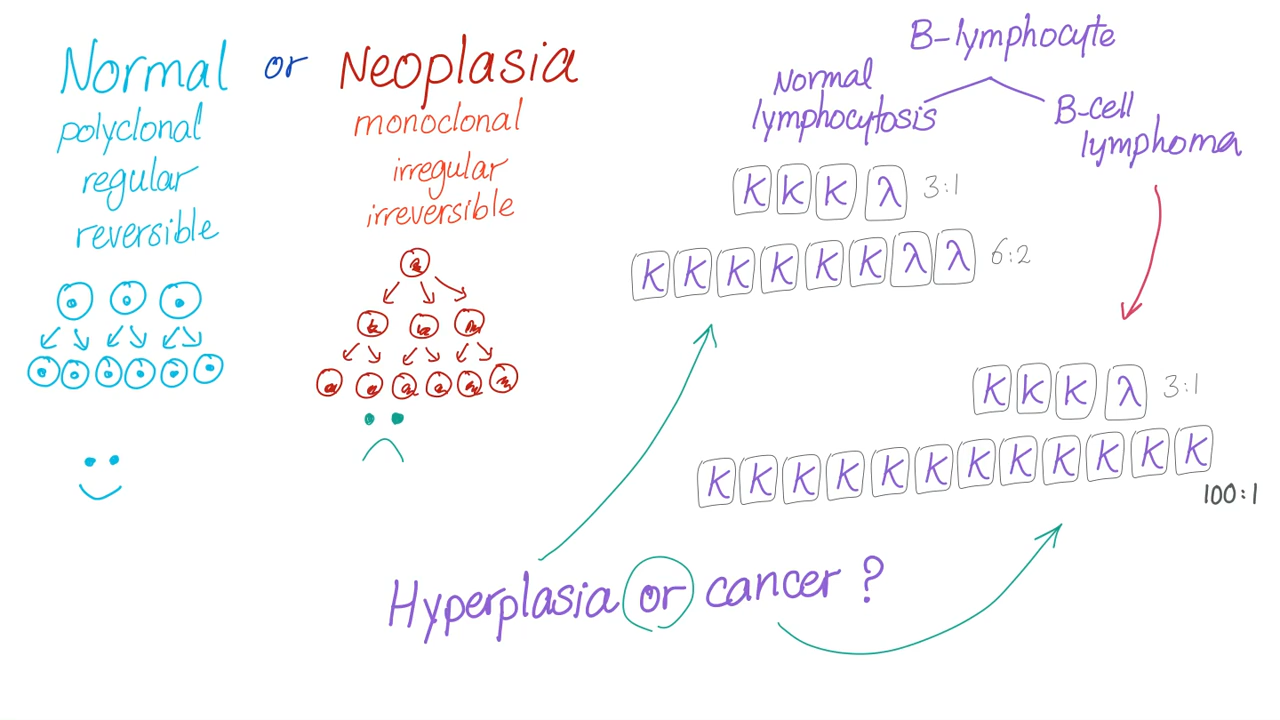 Normal or Neoplasia
polyclonal
regular
reversible
monoclonal
irregular
irreversible
B-lymphocyte
Normal
lymphocytosis
B-cell
lymphoma
K K K λ 3:1
K K K K K K λ λ 6:2
K K K λ 3:1
K K K K K K K K K K K K
100:1
Hyperplasia or cancer ?